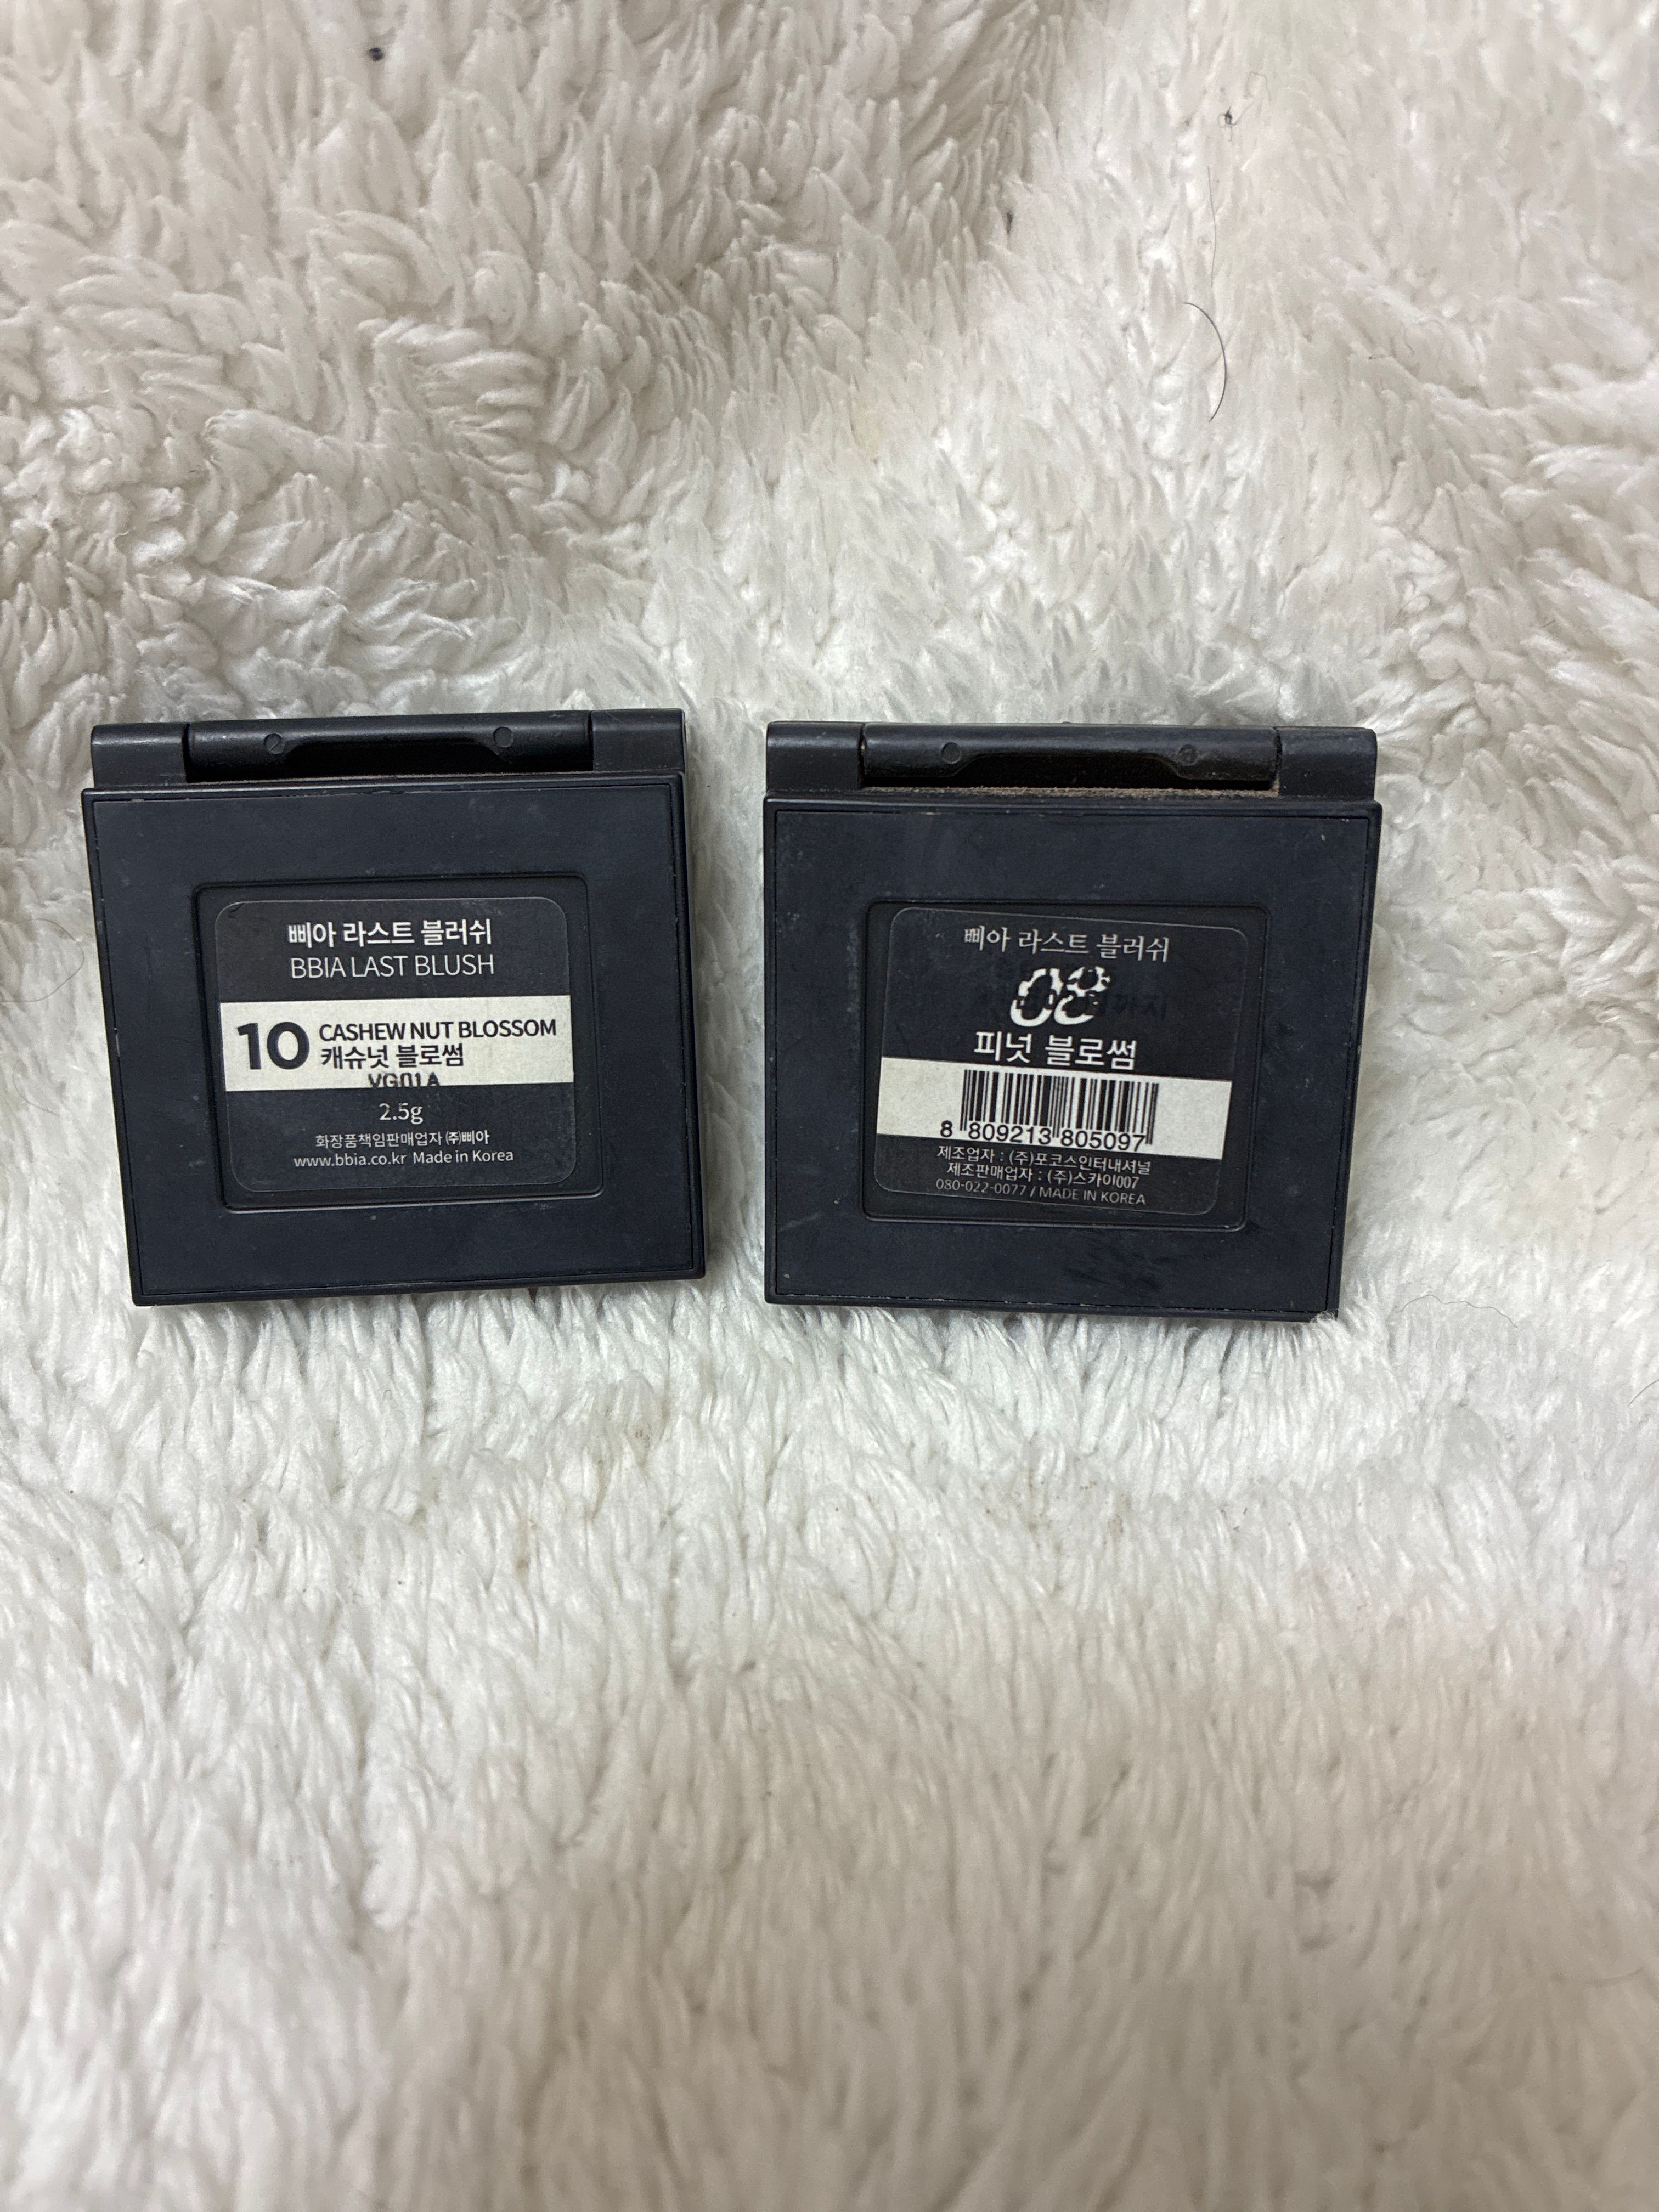 삐아 라스트 블러쉬
BBIA LAST BLUSH
10 CASHEW NUT BLOSSOM
캐슈넛 블로썸
VG01A
2.5g
화장품책임판매업자 ㈜삐아
www.bbia.co.kr Made in Korea
삐아 라스트 블러쉬
08
피넛 블로썸
8 809213 805097
제조업자 : (주)포코스인터내셔널
제조판매업자 : (주)스카이007
080-022-0077 / MADE IN KOREA